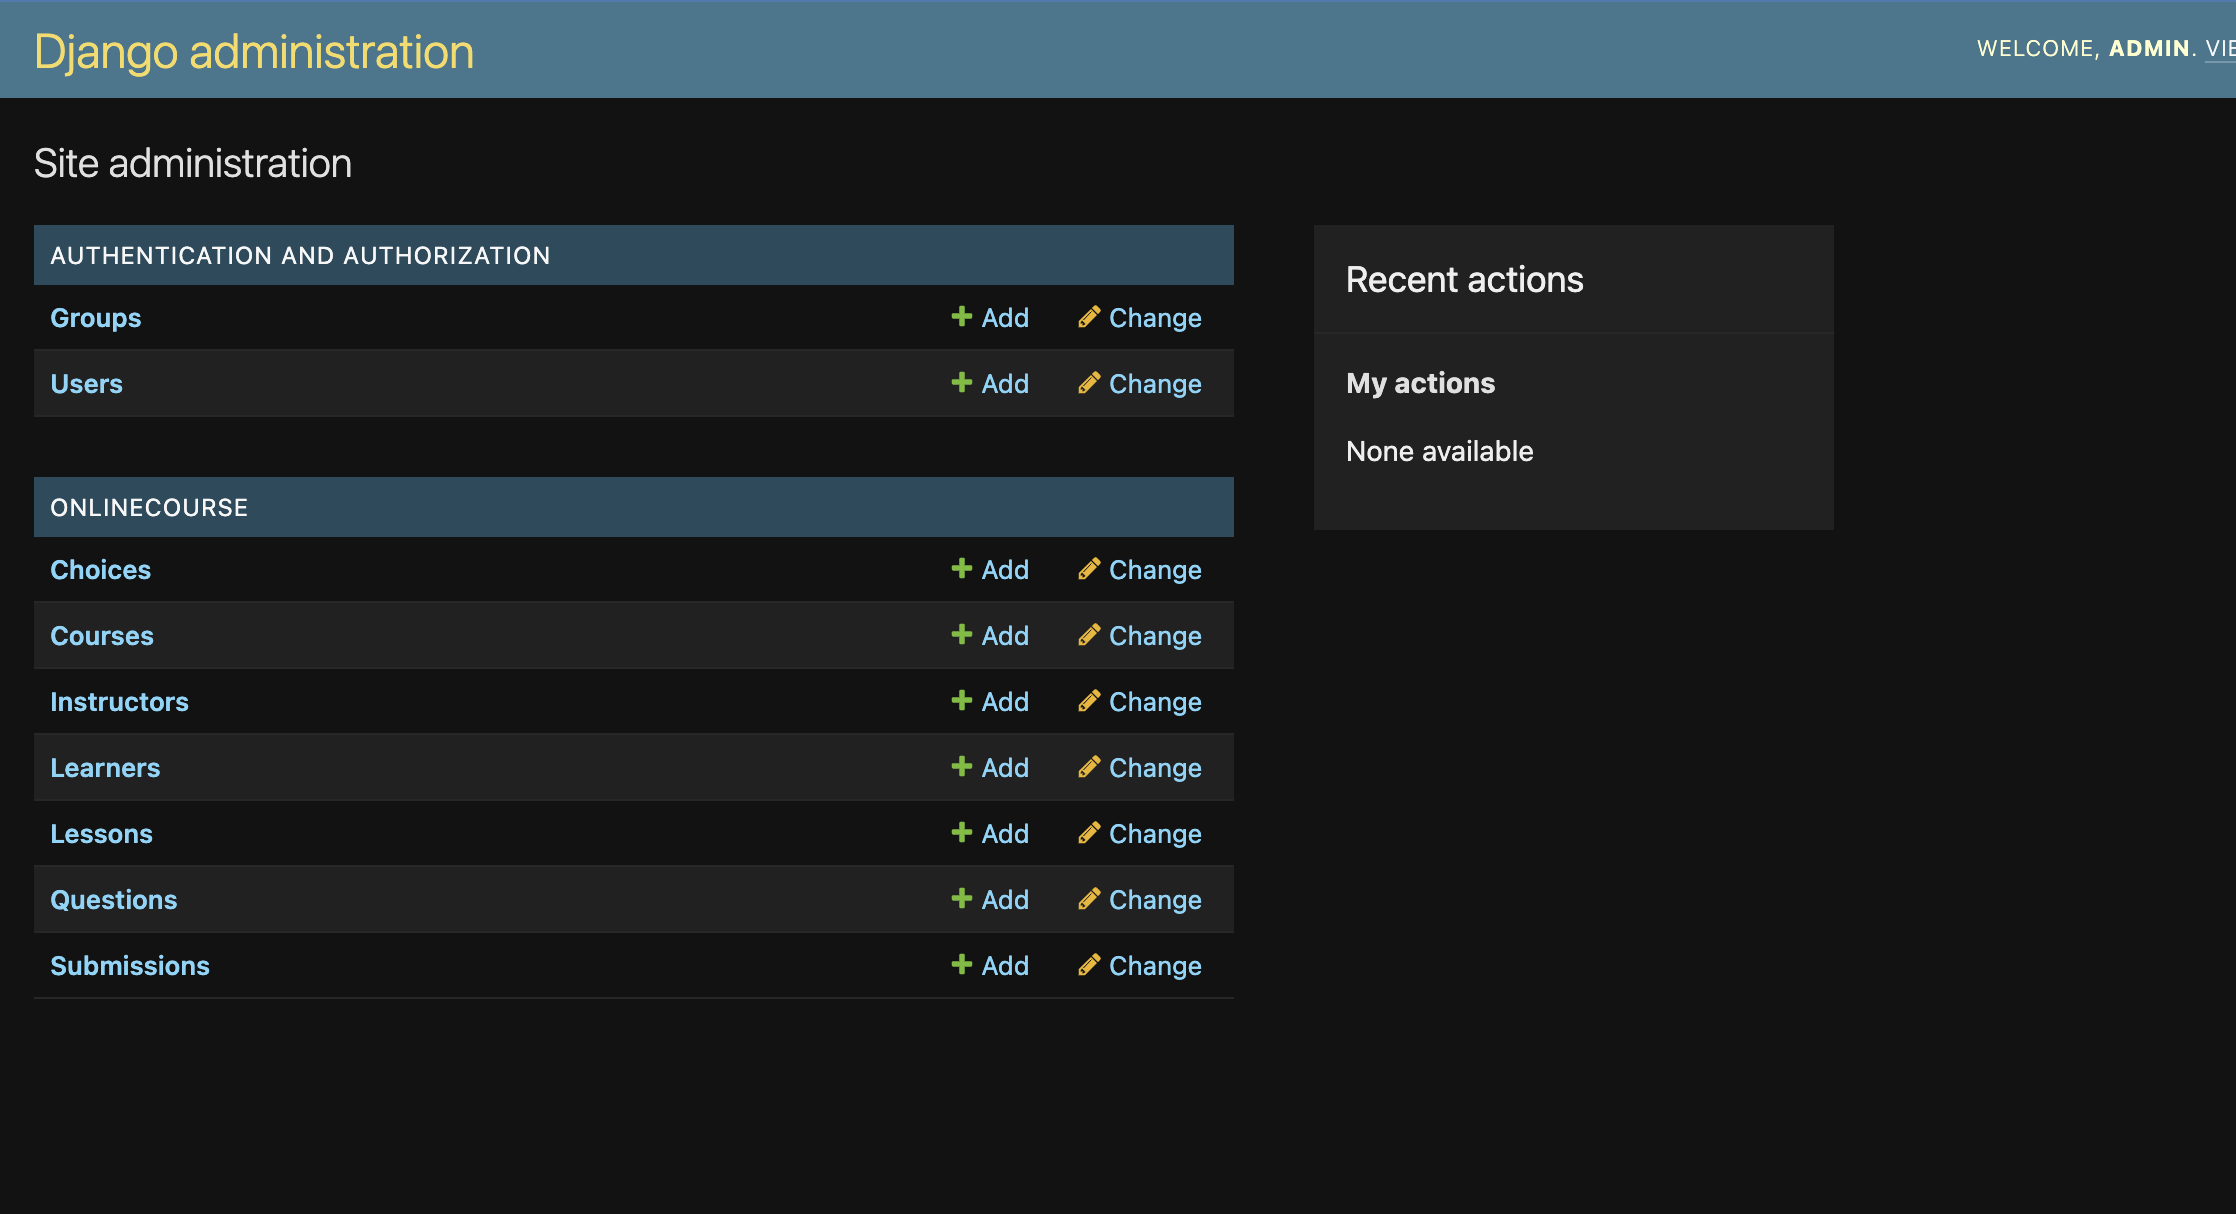 Django administration
WELCOME, ADMIN. VIE
Site administration
AUTHENTICATION AND AUTHORIZATION
Groups Add Change
Users Add Change
ONLINECOURSE
Choices Add Change
Courses Add Change
Instructors Add Change
Learners Add Change
Lessons Add Change
Questions Add Change
Submissions Add Change
Recent actions
My actions
None available